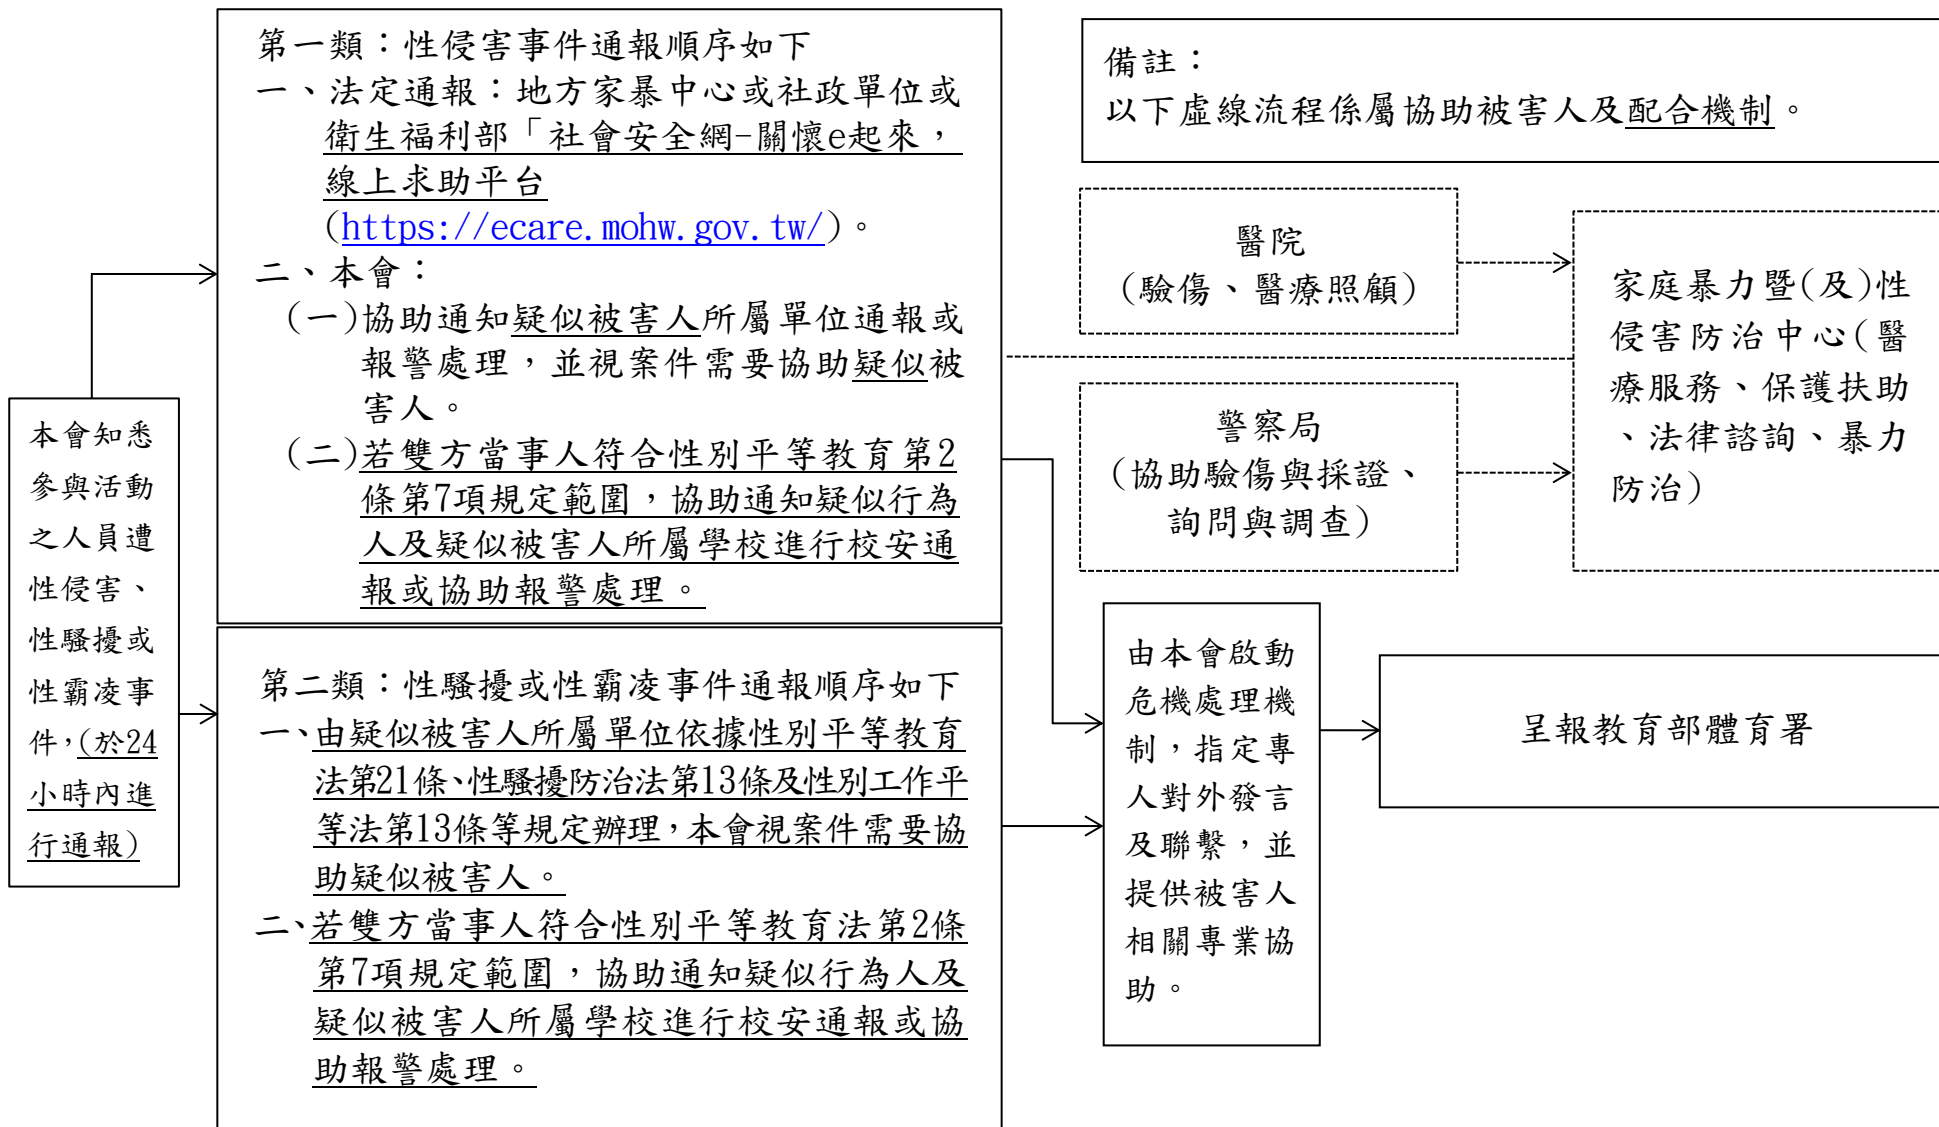 本會知悉
參與活動
之人員遭
性侵害、
性騷擾或
性霸凌事
件，(於24
小時內進
行通報)
第一類：性侵害事件通報順序如下
一、法定通報：地方家暴中心或社政單位或
衛生福利部「社會安全網-關懷e起來，
線上求助平台
(https://ecare.mohw.gov.tw/)。
二、本會：
(一)協助通知疑似被害人所屬單位通報或
報警處理，並視案件需要協助疑似被
害人。
(二)若雙方當事人符合性別平等教育第2
條第7項規定範圍，協助通知疑似行為
人及疑似被害人所屬學校進行校安通
報或協助報警處理。
第二類：性騷擾或性霸凌事件通報順序如下
一、由疑似被害人所屬單位依據性別平等教育
法第21條、性騷擾防治法第13條及性別工作平
等法第13條等規定辦理，本會視案件需要協
助疑似被害人。
二、若雙方當事人符合性別平等教育法第2條
第7項規定範圍，協助通知疑似行為人及
疑似被害人所屬學校進行校安通報或協
助報警處理。
備註：
以下虛線流程係屬協助被害人及配合機制。
醫院
(驗傷、醫療照顧)
警察局
(協助驗傷與採證、
詢問與調查)
家庭暴力暨(及)性
侵害防治中心(醫
療服務、保護扶助
、法律諮詢、暴力
防治)
由本會啟動
危機處理機
制，指定專
人對外發言
及聯繫，並
提供被害人
相關專業協
助。
呈報教育部體育署